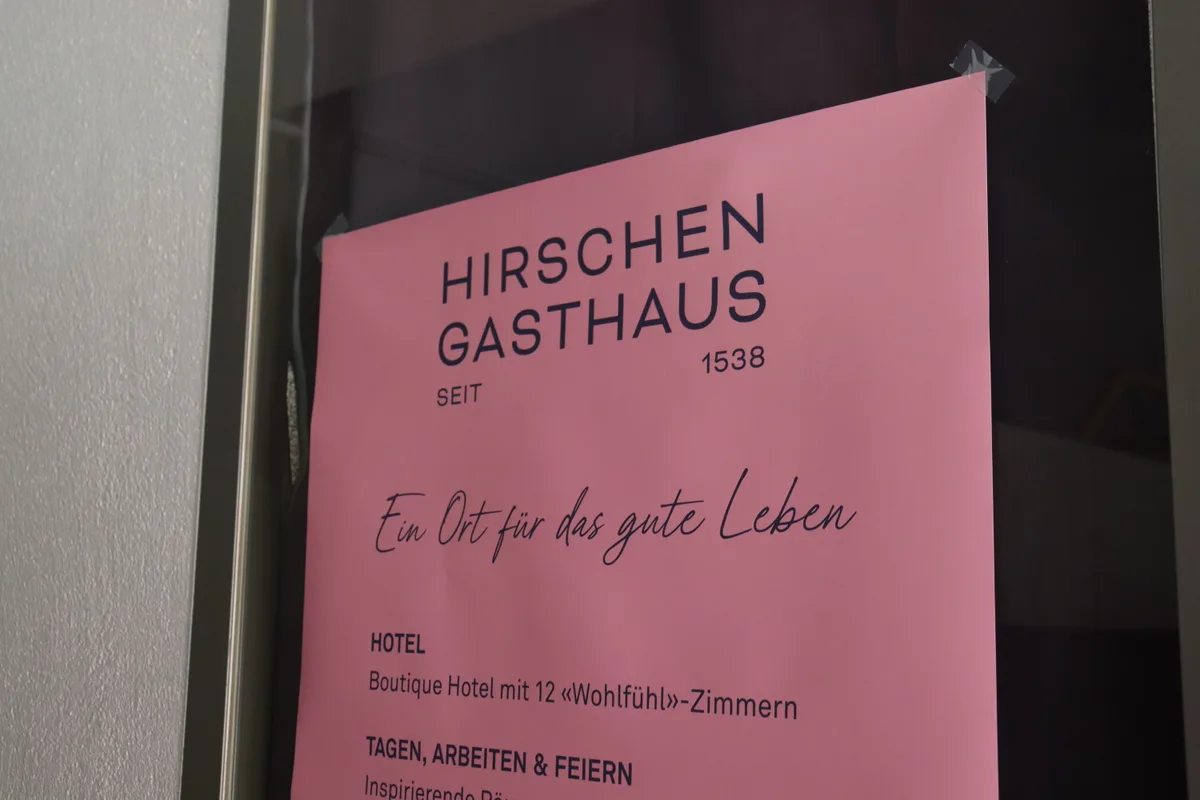 HIRSCHEN
GASTHAUS
SEIT 1538
Ein Ort für das gute Leben
HOTEL
Boutique Hotel mit 12 «Wohlfühl»-Zimmern
TAGEN, ARBEITEN & FEIERN
Inspirierende